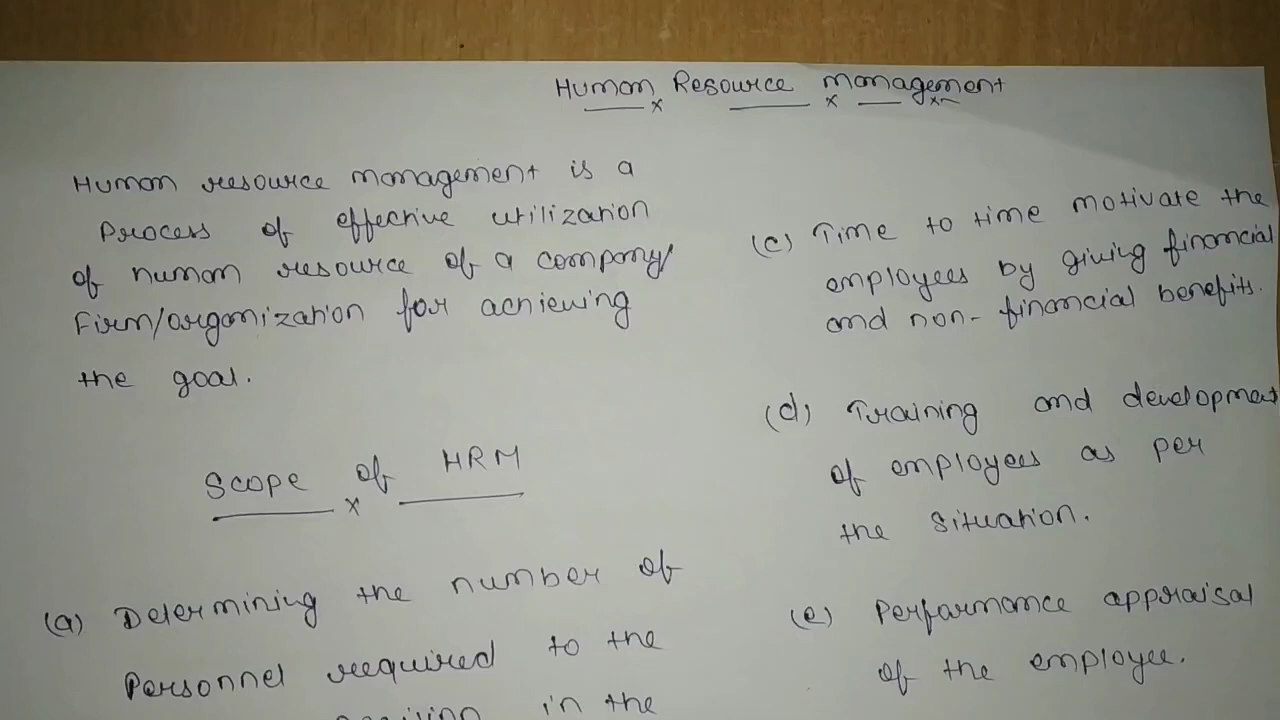 Human Resource management
Human resource management is a
Process of effective utilization
of human resource of a company/
Firm/organization for achieving
the goal.
Scope of HRM
(a) Determining the number of
Personnel required to the
in the
(c) Time to time motivate the
employees by giving financial
and non-financial benefits.
(d) Training and development
of employees as per
the situation.
(e) Performance appraisal
of the employee.